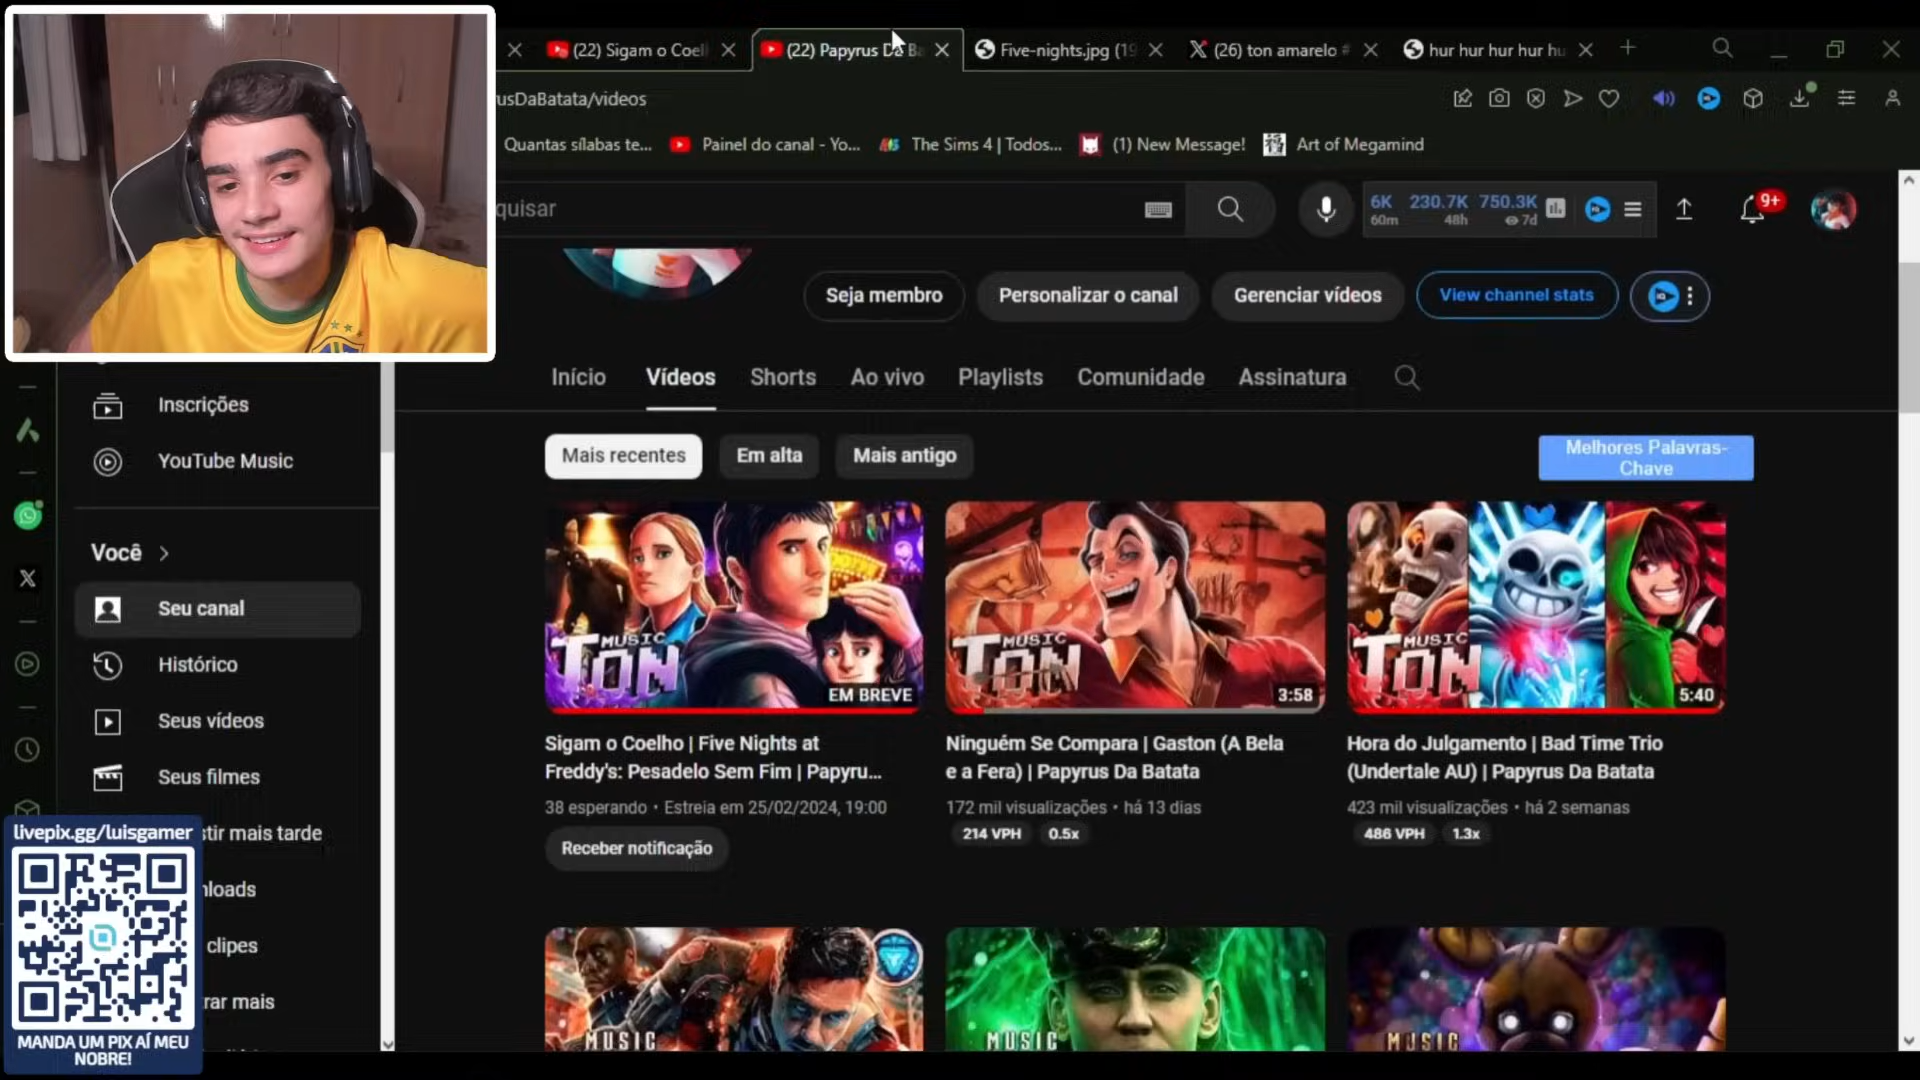 (22) Sigam o Coel
(22) Papyrus De Ba
Five-nights.jpg (19
(26) ton amarelo #
hur hur hur hur hu
usDaBatata/videos
Quantas sílabas te...
Painel do canal - Yo...
The Sims 4 | Todos...
(1) New Message!
Art of Megamind
quisar
6K 230.7K 750.3K
60m 48h 7d
9+
Seja membro
Personalizar o canal
Gerenciar vídeos
View channel stats
Início
Vídeos
Shorts
Ao vivo
Playlists
Comunidade
Assinatura
Inscrições
YouTube Music
Você
Seu canal
Histórico
Seus vídeos
Seus filmes
stir mais tarde
nloads
clipes
rar mais
Mais recentes
Em alta
Mais antigo
Melhores Palavras-
Chave
MUSIC
TON
EM BREVE
MUSIC
TON
3:58
MUSIC
TON
5:40
Sigam o Coelho | Five Nights at
Freddy's: Pesadelo Sem Fim | Papyru...
38 esperando • Estreia em 25/02/2024, 19:00
Receber notificação
Ninguém Se Compara | Gaston (A Bela
e a Fera) | Papyrus Da Batata
172 mil visualizações • há 13 dias
214 VPH 0.5x
Hora do Julgamento | Bad Time Trio
(Undertale AU) | Papyrus Da Batata
423 mil visualizações • há 2 semanas
486 VPH 1.3x
MUSIC
MUSIC
MUSIC
livepix.gg/luisgamer
MANDA UM PIX AÍ MEU
NOBRE!